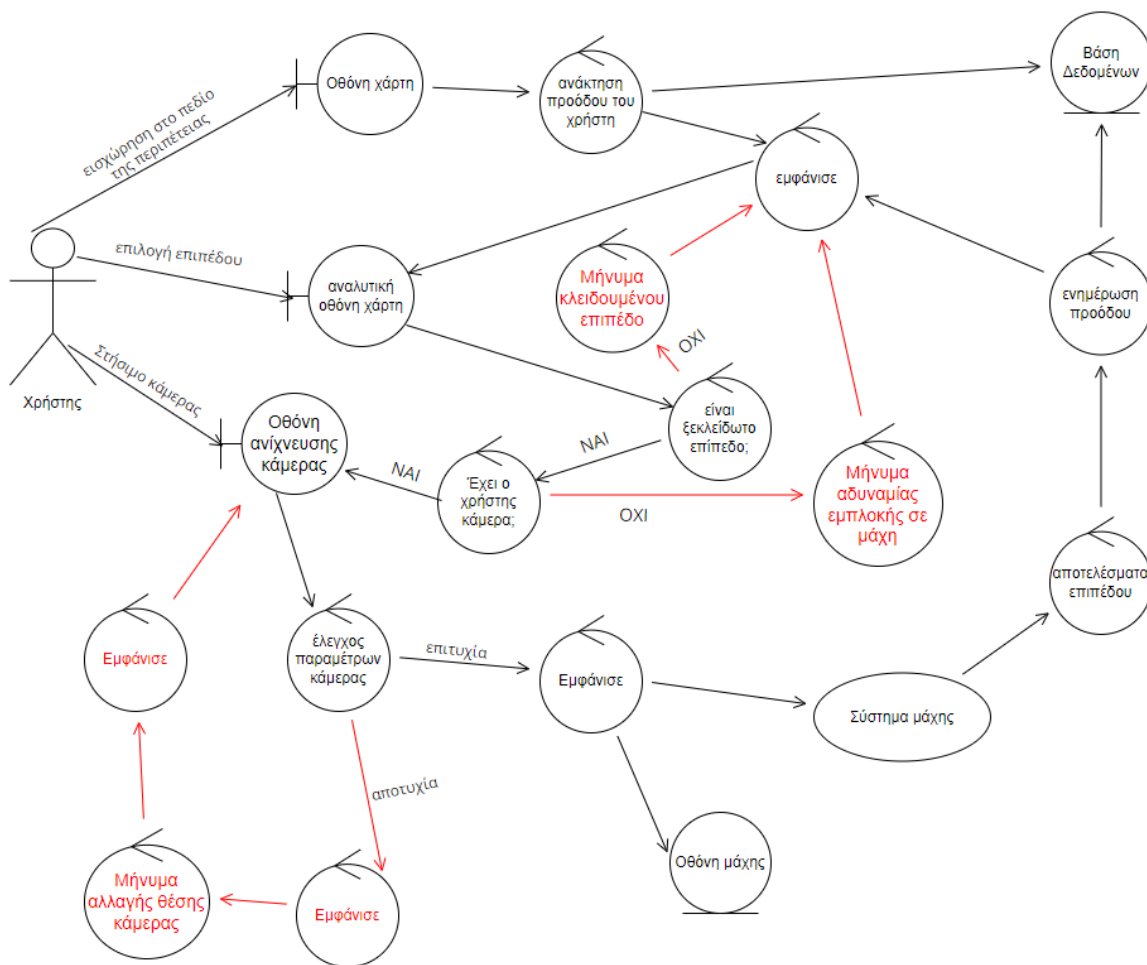 Οθόνη χάρτη
ανάκτηση
προόδου του
χρήστη
Βάση
Δεδομένων
εισχώρηση στο πεδίο
της περιπέτειας
εμφάνισε
επιλογή επιπέδου
αναλυτική
οθόνη χάρτη
Μήνυμα
κλειδουμένου
επιπέδο
ενημέρωση
προόδου
Χρήστης
Στήσιμο κάμερας
ΟΧΙ
είναι
ξεκλείδωτο
επίπεδο;
Οθόνη
ανίχνευσης
κάμερας
ΝΑΙ
ΝΑΙ
Έχει ο
χρήστης
κάμερα;
ΟΧΙ
Μήνυμα
αδυναμίας
εμπλοκής σε
μάχη
αποτελέσματα
επιπέδου
Εμφάνισε
έλεγχος
παραμέτρων
κάμερας
επιτυχία
Εμφάνισε
Σύστημα μάχης
αποτυχία
Οθόνη μάχης
Μήνυμα
αλλαγής θέσης
κάμερας
Εμφάνισε